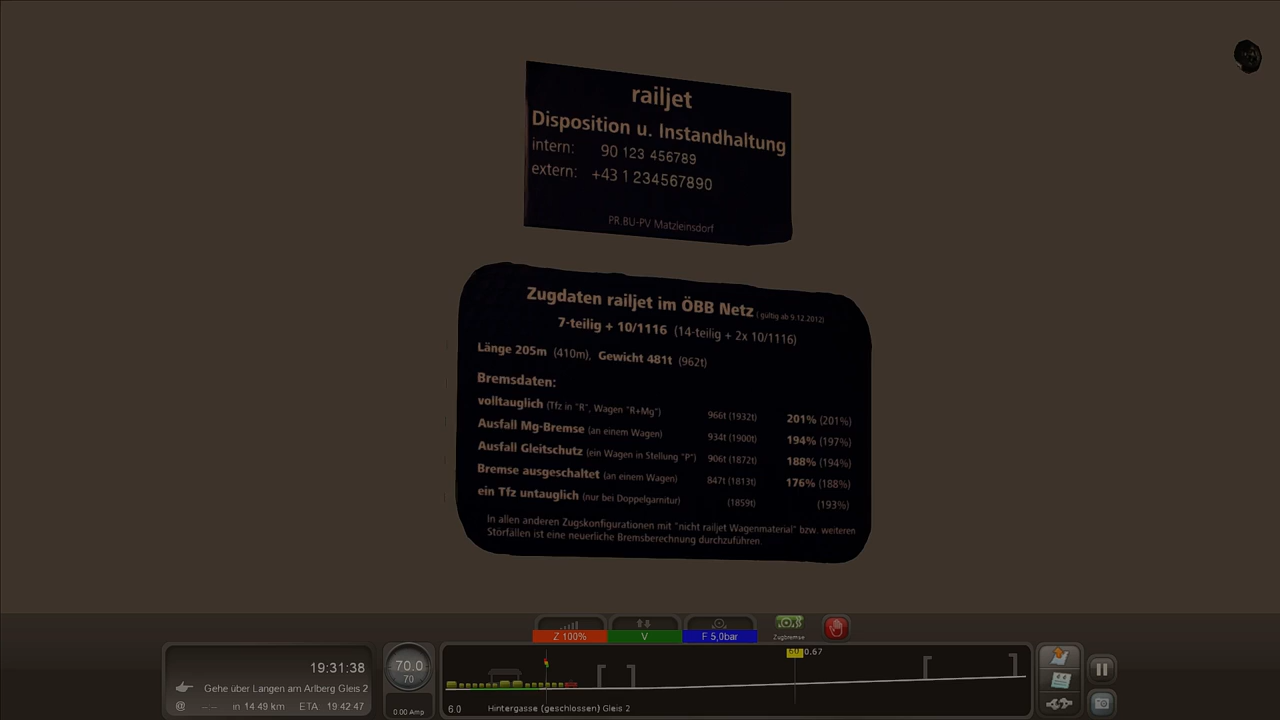 railjet
Disposition u. Instandhaltung
intern: 90 123 456789
extern: +43 1 234567890
PR.BU-PV Matzleinsdorf
Zugdaten railjet im ÖBB Netz (gültig ab 9.12.2012)
7-teilig + 10/1116 (14-teilig + 2x 10/1116)
Länge 205m (410m), Gewicht 481t (962t)
Bremsdaten:
volltauglich (Tfz in "R", Wagen "R+Mg") 966t (1932t) 201% (201%)
Ausfall Mg-Bremse (an einem Wagen) 934t (1900t) 194% (197%)
Ausfall Gleitschutz (ein Wagen in Stellung "P") 906t (1872t) 188% (194%)
Bremse ausgeschaltet (an einem Wagen) 847t (1813t) 176% (188%)
ein Tfz untauglich (nur bei Doppelgarnitur) (1859t) (193%)
In allen anderen Zugskonfigurationen mit "nicht railjet Wagenmaterial" bzw. weiteren
Störfällen ist eine neuerliche Bremsberechnung durchzuführen.
Z 100% V F 5,0bar Zugbremse
19:31:38
Gehe über Langen am Arlberg Gleis 2
@ --:-- in 14.49 km ETA: 19:42:47
70.0
70
0.00 Amp
0.67
6.0 Hintergasse (geschlossen) Gleis 2